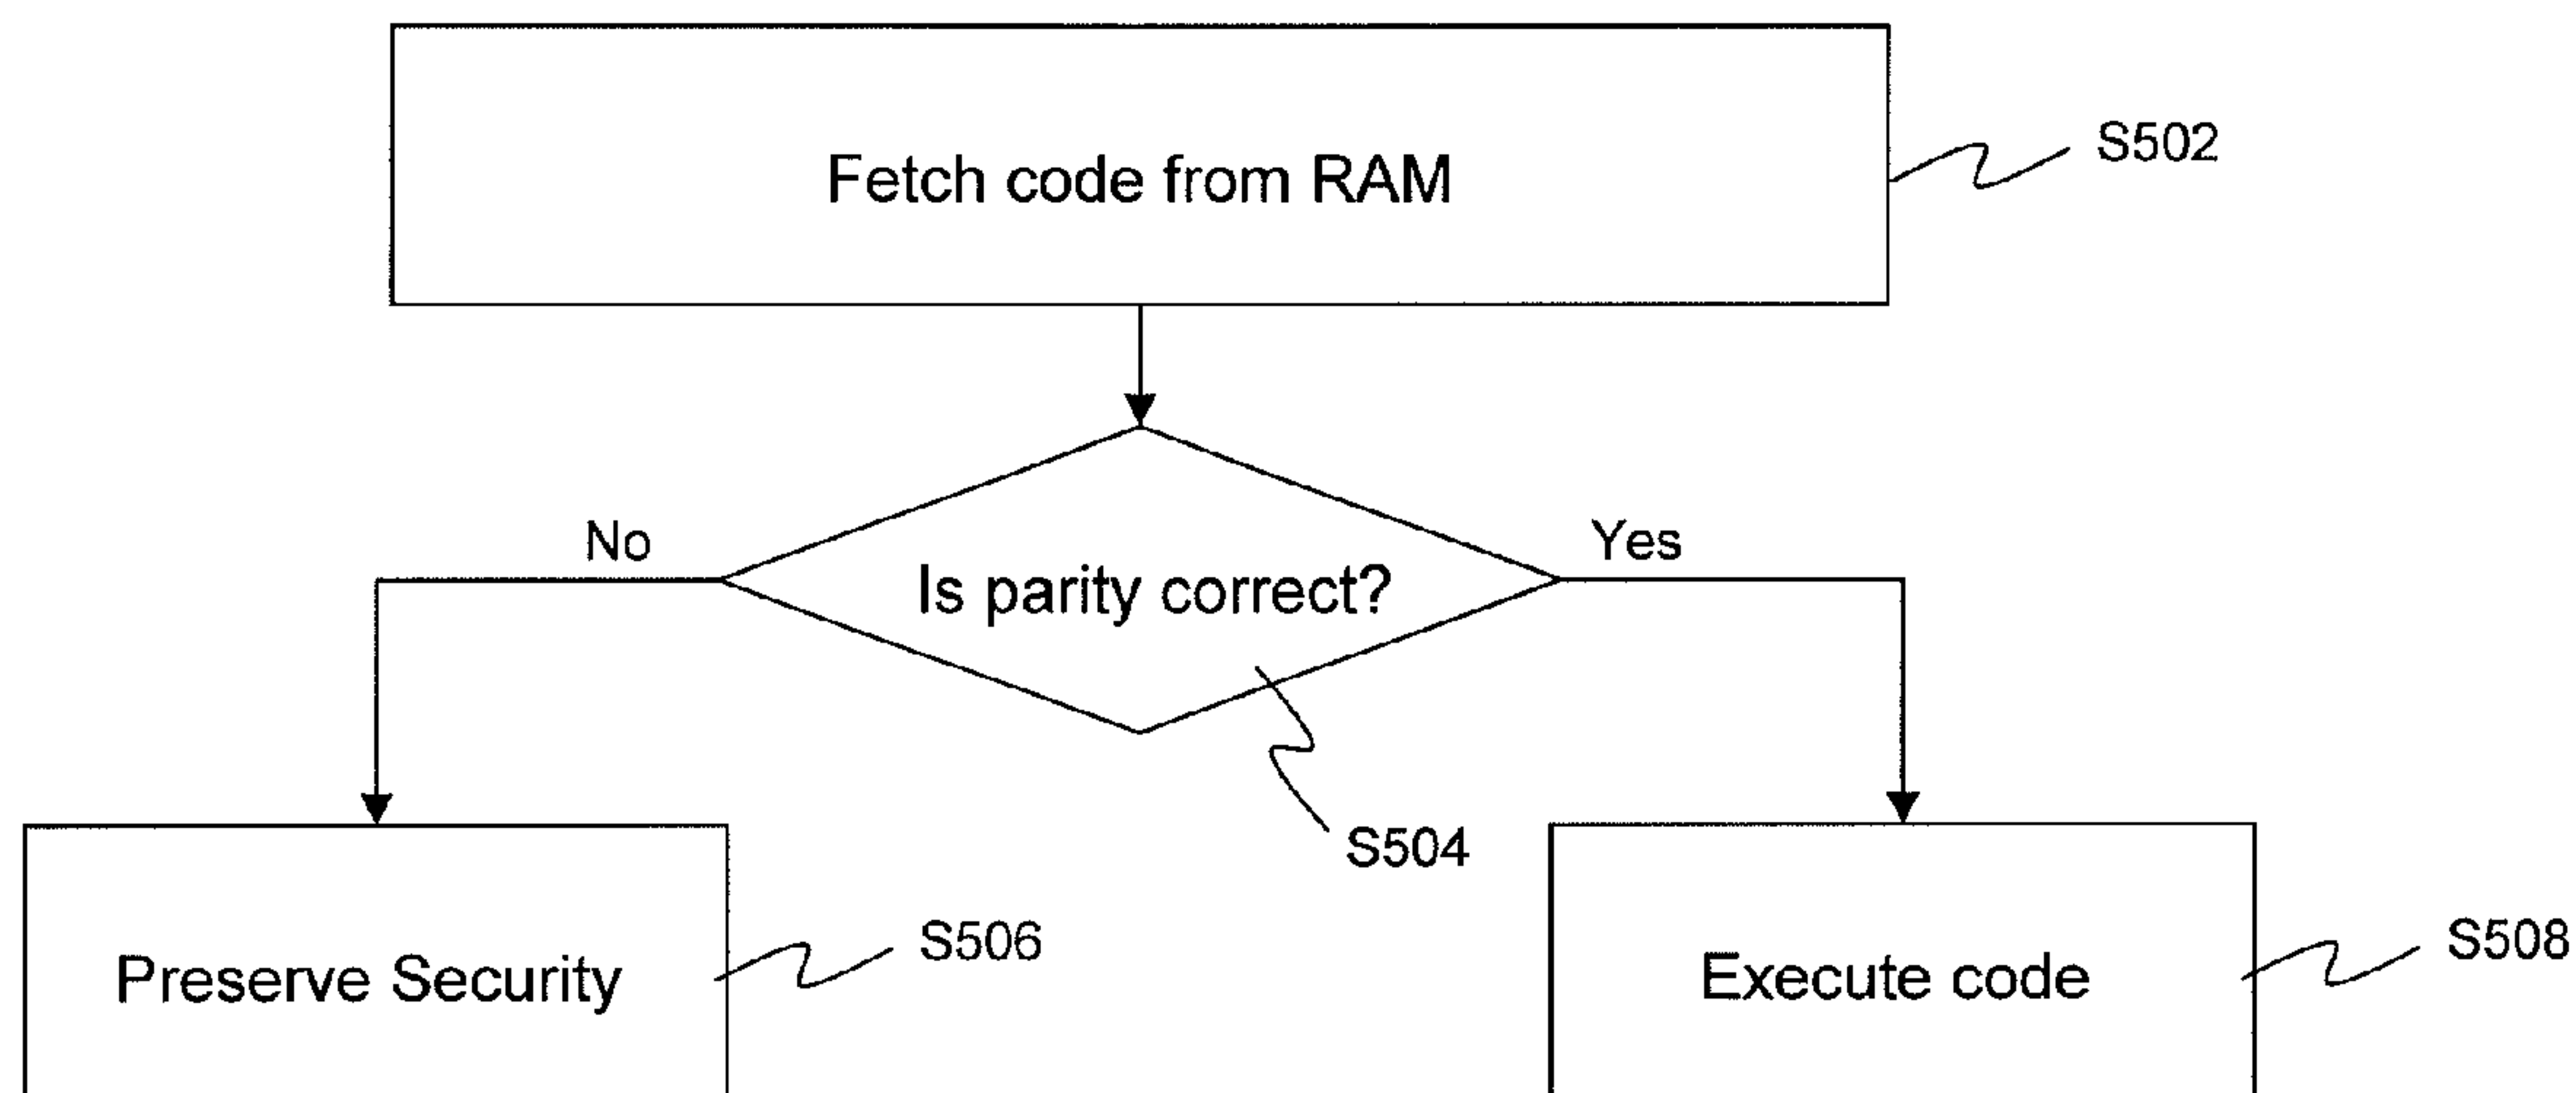 Fetch code from RAM
S502
No
Yes
Is parity correct?
S504
Preserve Security
S506
Execute code
S508